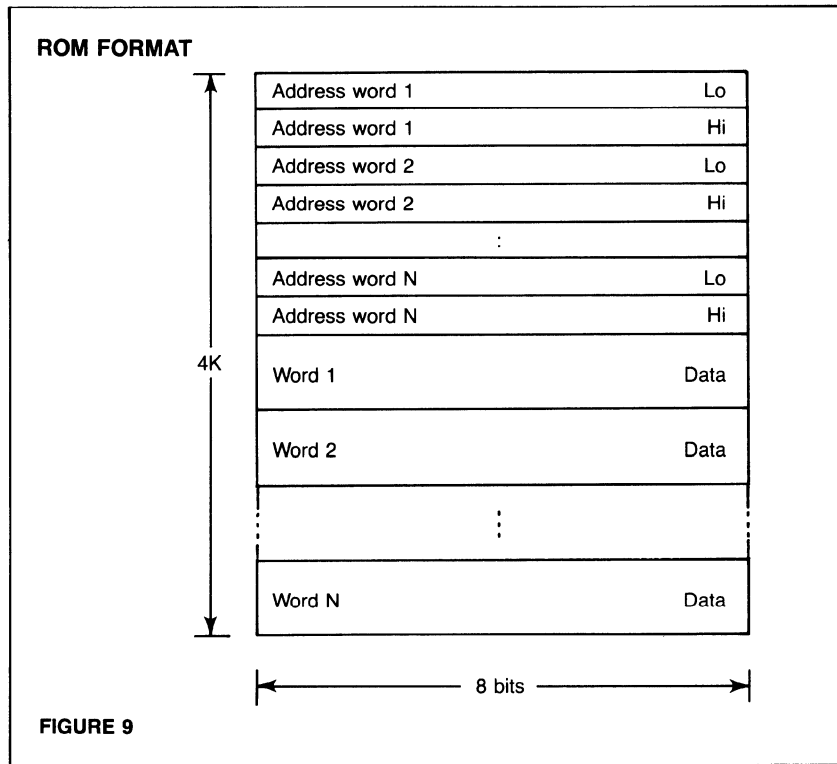 ROM FORMAT
Address word 1 Lo
Address word 1 Hi
Address word 2 Lo
Address word 2 Hi
:
Address word N Lo
Address word N Hi
4K
Word 1 Data
Word 2 Data
⋮
Word N Data
8 bits
FIGURE 9